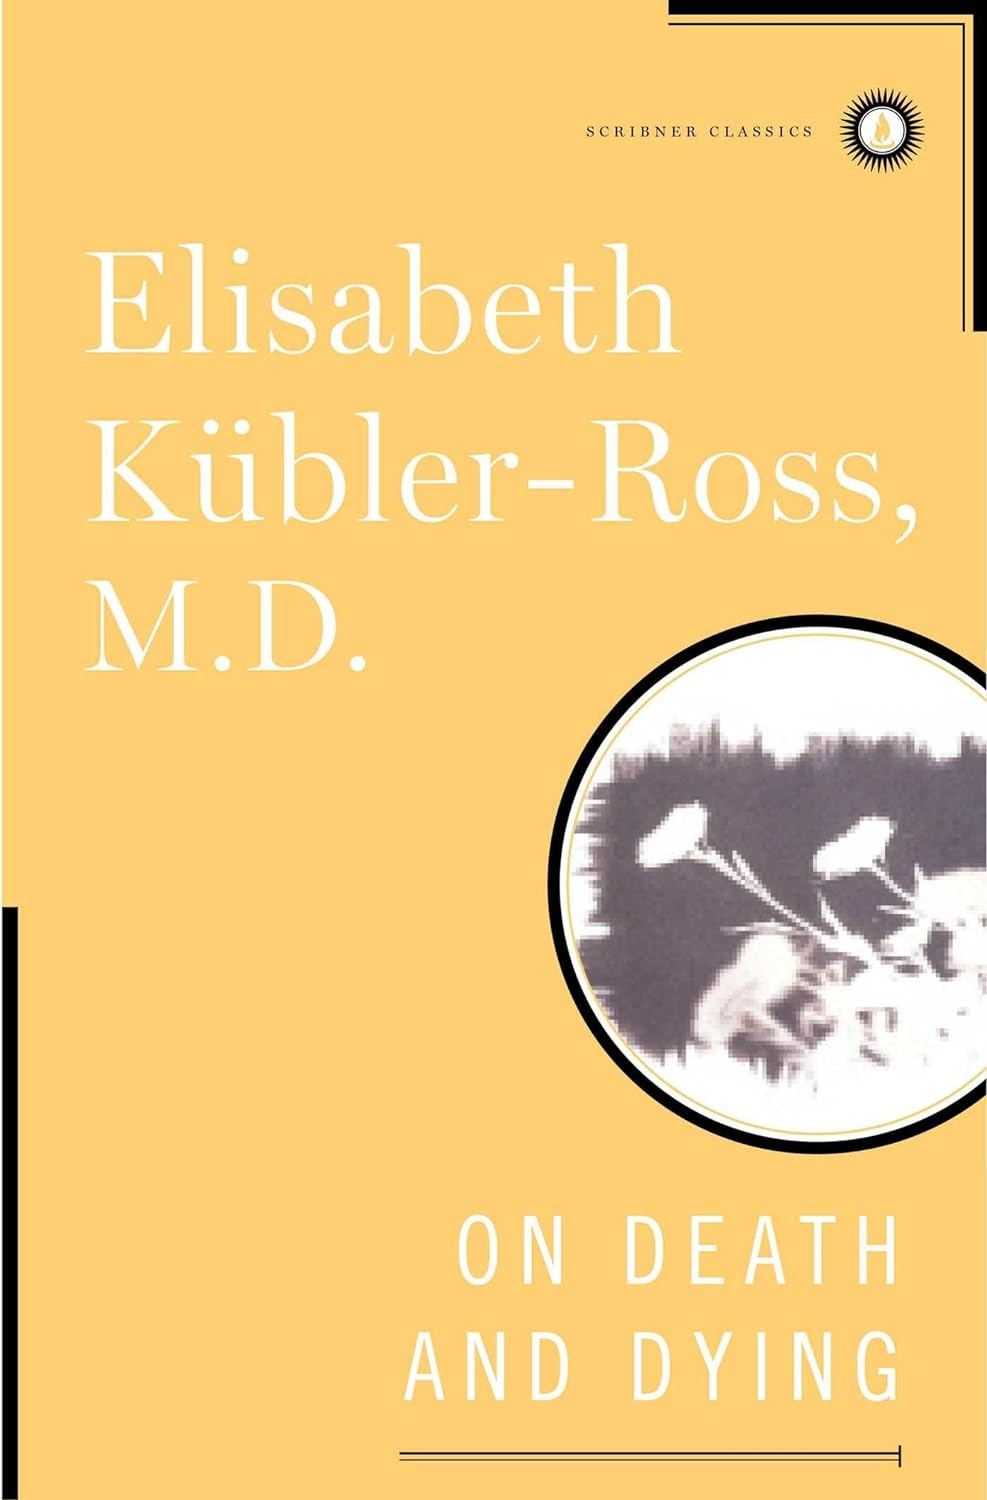 SCRIBNER CLASSICS
Elisabeth
Kübler-Ross,
M.D.
ON DEATH
AND DYING